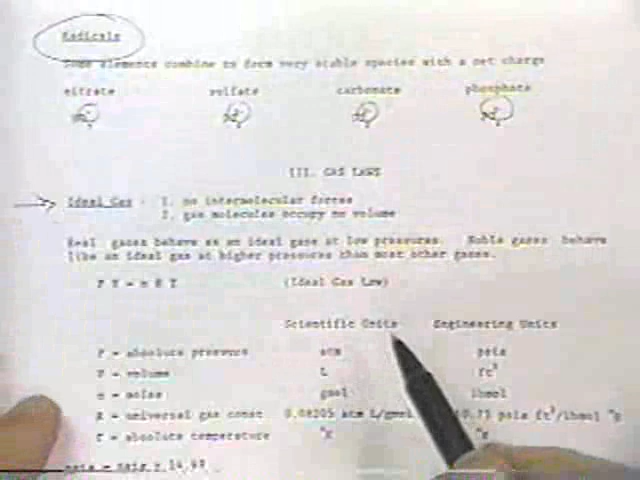 Radicals
Some elements combine to form very stable species with a net charge
nitrate sulfate carbonate phosphate
III. GAS LAWS
Ideal Gas - 1. no intermolecular forces
2. gas molecules occupy no volume
Real gases behave as an ideal gase at low pressures. Noble gases behave
like an ideal gas at higher pressures than most other gases.
P V = n R T (Ideal Gas Law)
Scientific Units Engineering Units
P = absolute pressure atm psia
V = volume L ft³
n = moles gmol lbmol
R = universal gas const 0.08205 atm L/gmol 10.73 psia ft³/lbmol °R
T = absolute temperature °K °R
psia = psig + 14.69